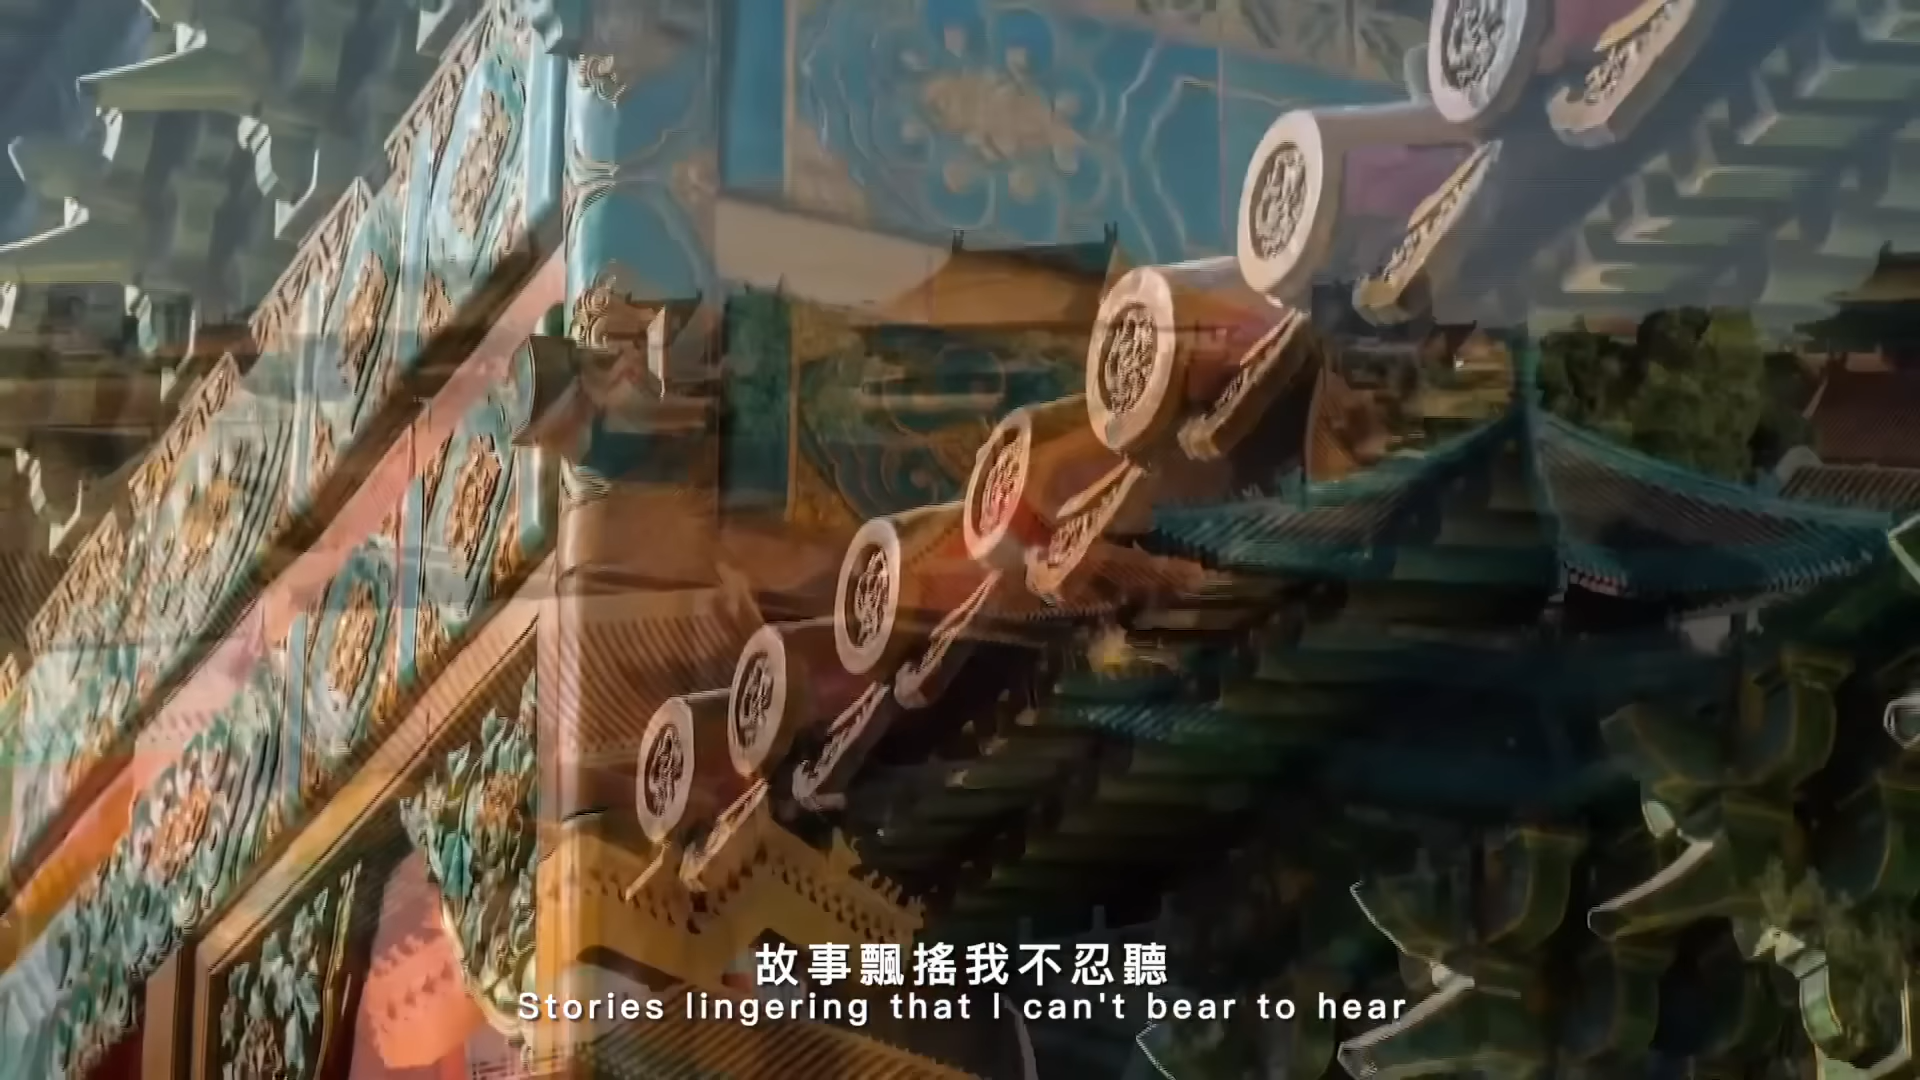 故事飄搖我不忍聽
Stories lingering that I can't bear to hear